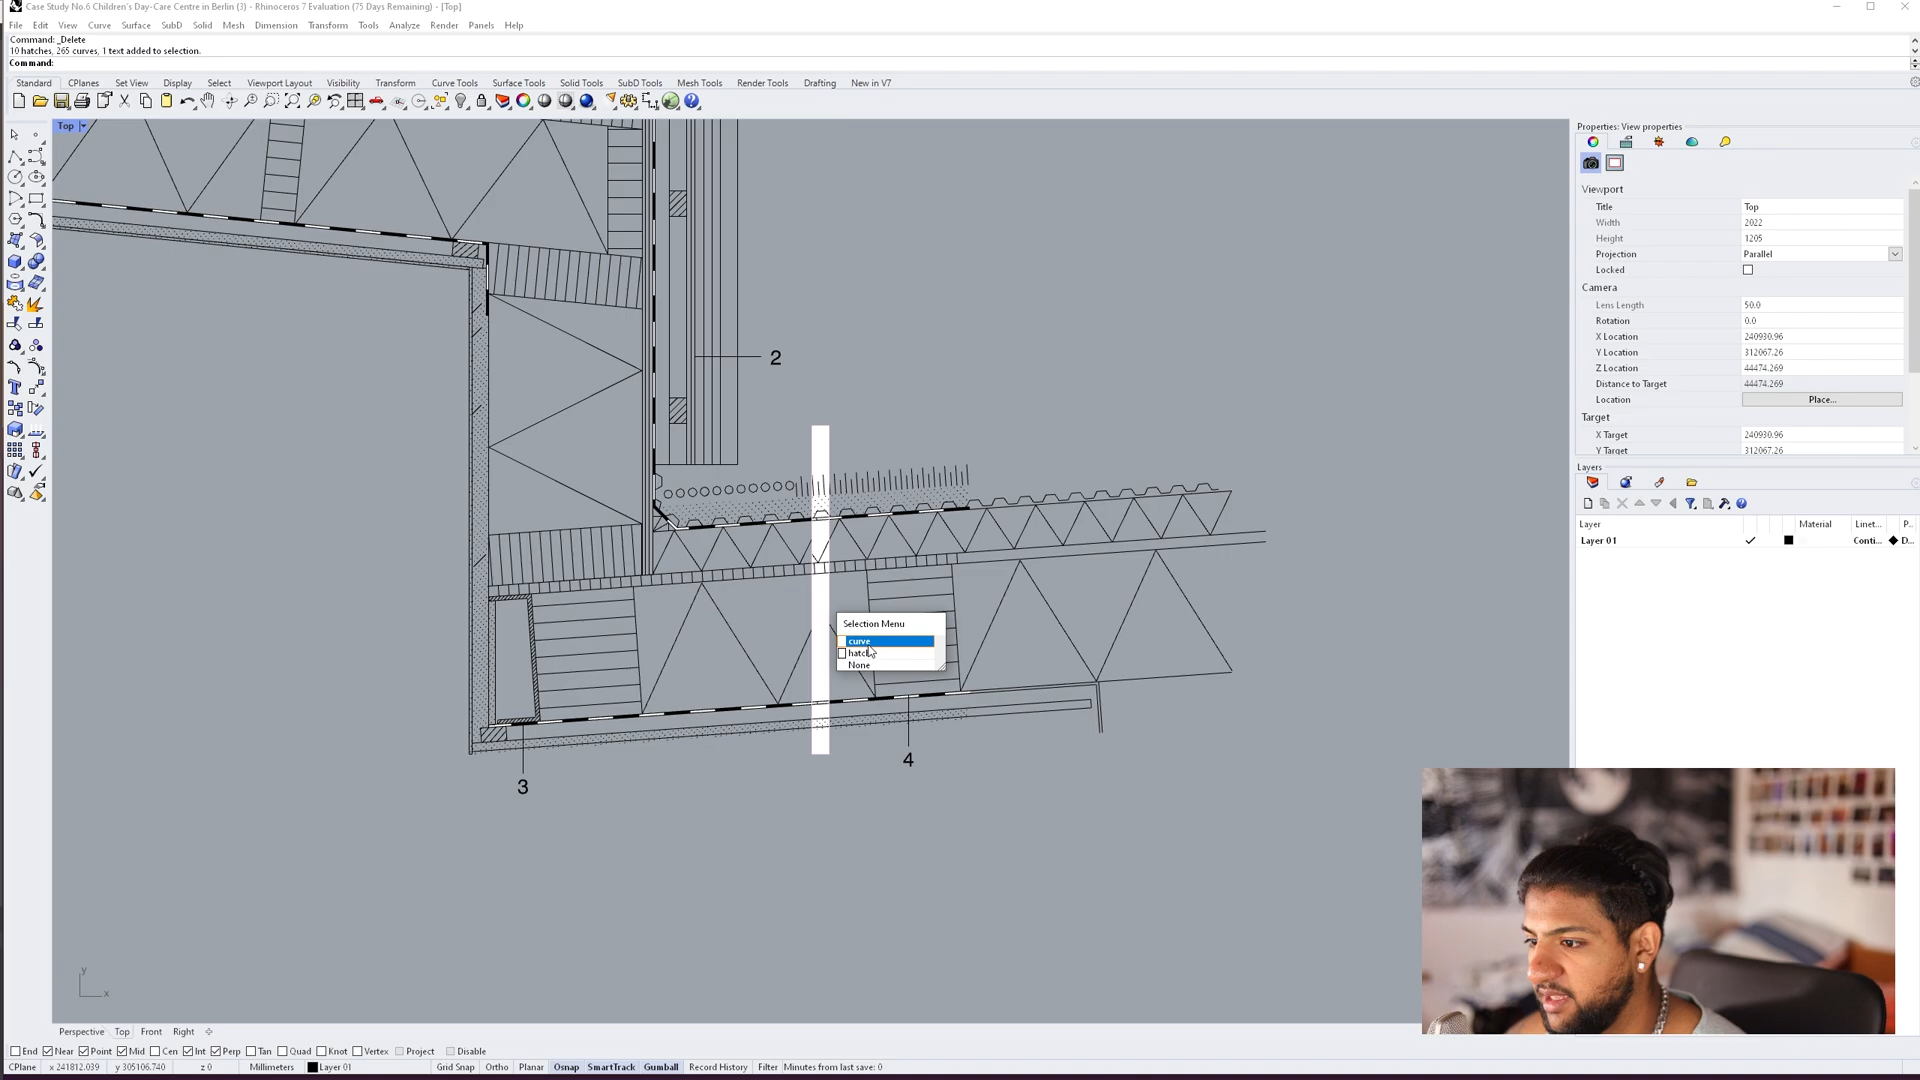 Case Study No.6 Children's Day-Care Centre in Berlin (3) - Rhinoceros 7 Evaluation (75 Days Remaining) - [Top]
File Edit View Curve Surface SubD Solid Mesh Dimension Transform Tools Analyze Render Panels Help
Command: _Delete
10 hatches, 265 curves, 1 text added to selection.
Command:
Standard CPlanes Set View Display Select Viewport Layout Visibility Transform Curve Tools Surface Tools Solid Tools SubD Tools Mesh Tools Render Tools Drafting New in V7
Top
2
Selection Menu
curve
None
4
3
y
x
Properties: View properties
Viewport
Title Top
Width 2022
Height 1205
Projection Parallel
Locked
Camera
Lens Length 50.0
Rotation 0.0
X Location 240930.96
Y Location 312067.26
Z Location 44474.269
Distance to Target 44474.269
Location Place...
Target
X Target 240930.96
Y Target 312067.26
Layers
Layer Material Linet... P...
Layer 01 Conti... D...
Perspective Top Front Right
End Near Point Mid Cen Int Perp Tan Quad Knot Vertex Project Disable
CPlane x 241812.039 y 305106.740 z 0 Millimeters Layer 01 Grid Snap Ortho Planar Osnap SmartTrack Gumball Record History Filter Minutes from last save: 0